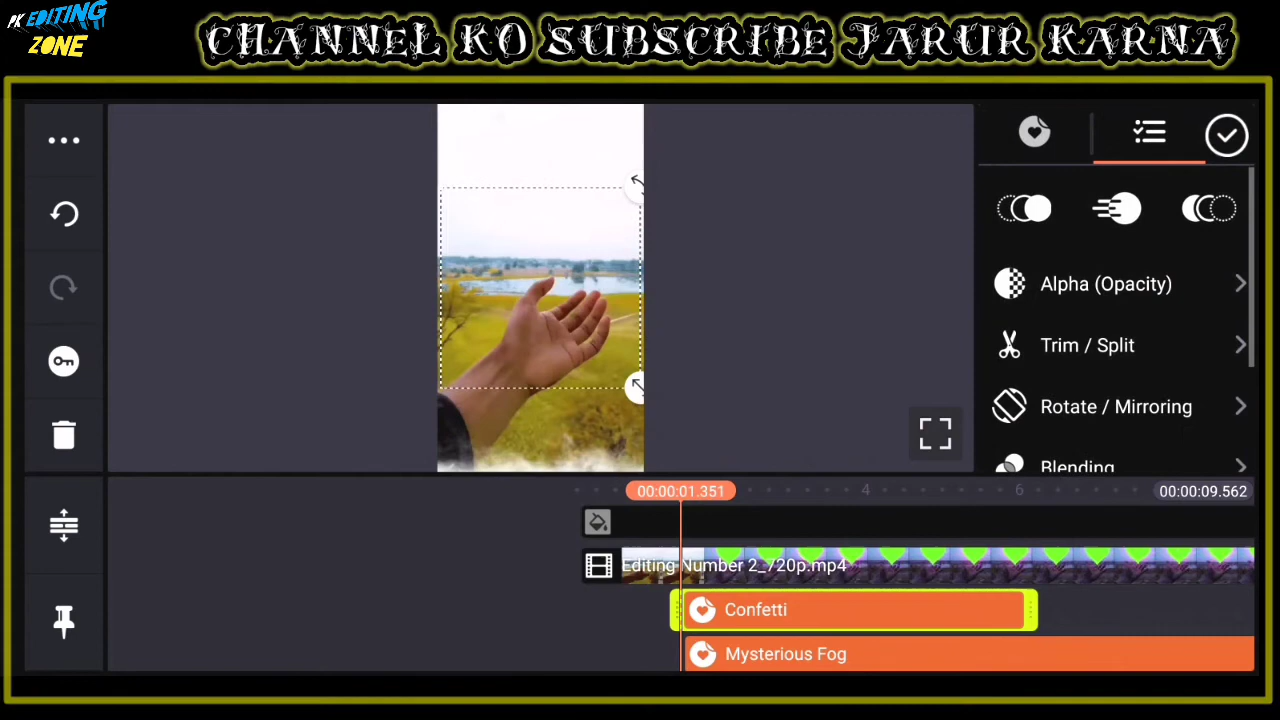 PK EDITING
ZONE
CHANNEL KO SUBSCRIBE JARUR KARNA
Alpha (Opacity)
Trim / Split
Rotate / Mirroring
Blending
00:00:01.351
4
6
00:00:09.562
Editing Number 2_720p.mp4
Confetti
Mysterious Fog